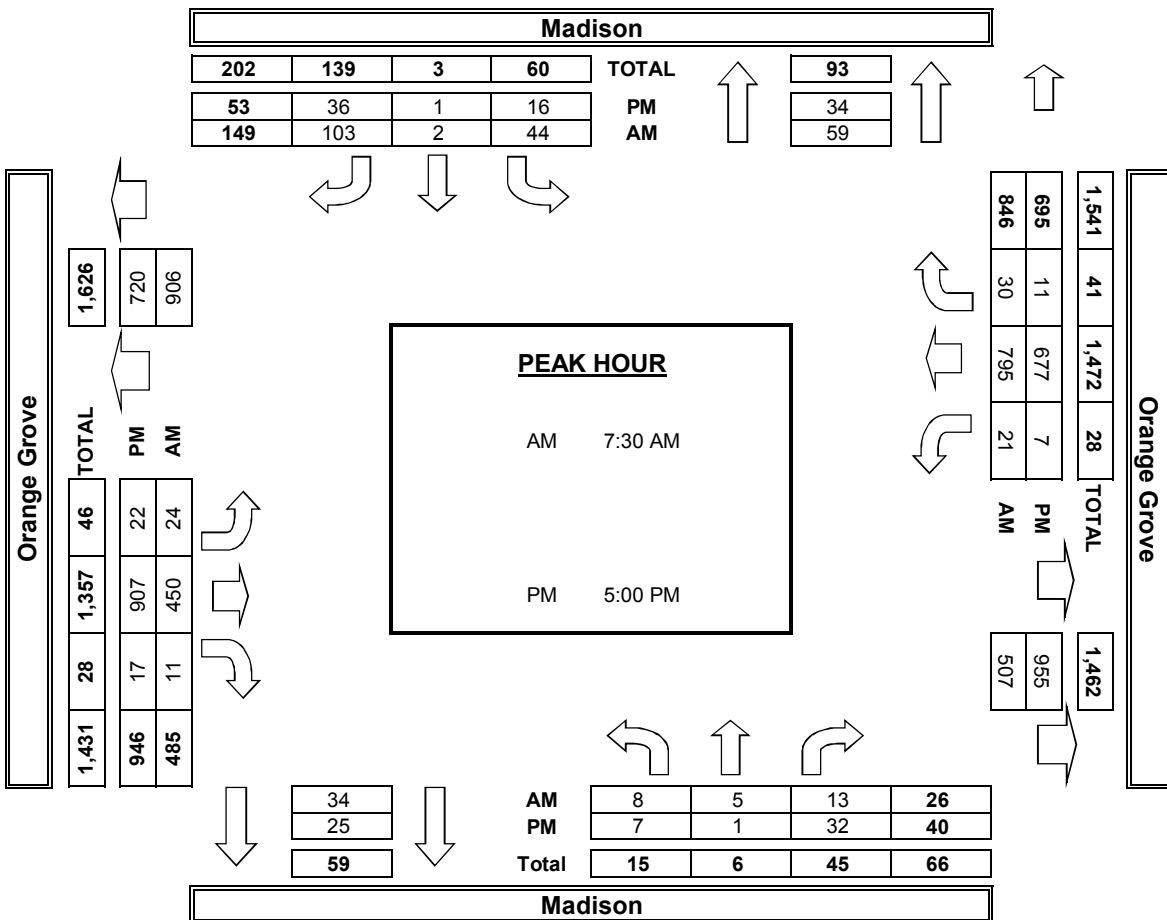 Madison
202 139 3 60 TOTAL 93
53 36 1 16 PM 34
149 103 2 44 AM 59
Orange Grove
1,626 720 906
TOTAL PM AM
46 22 24
1,357 907 450
28 17 11
1,431 946 485
PEAK HOUR
AM 7:30 AM
PM 5:00 PM
846 695 1,541
30 11 41
795 677 1,472
21 7 28
AM PM TOTAL
507 955 1,462
Orange Grove
34 AM 8 5 13 26
25 PM 7 1 32 40
59 Total 15 6 45 66
Madison